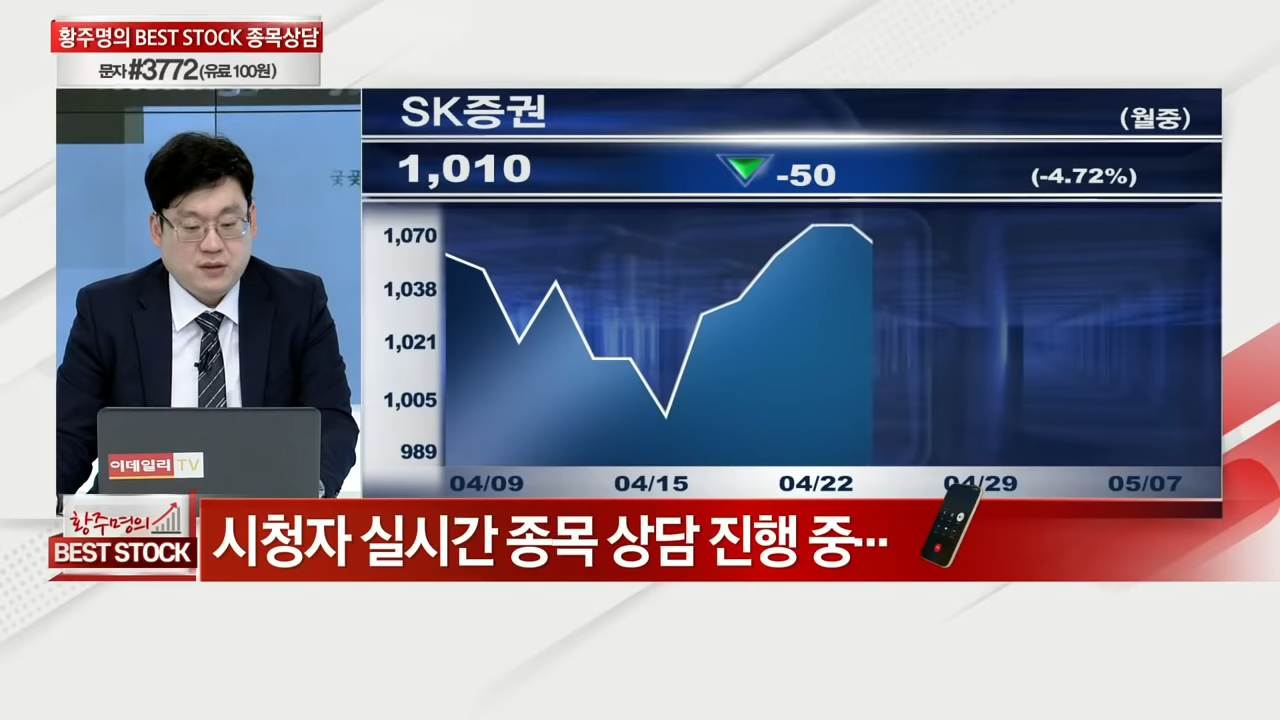 황주명의 BEST STOCK 종목상담
문자 #3772 (유료 100원)
SK증권
(월중)
1,010
-50
(-4.72%)
1,070
1,038
1,021
1,005
989
04/09
04/15
04/22
04/29
05/07
이데일리 TV
황주명의
BEST STOCK
시청자 실시간 종목 상담 진행 중...